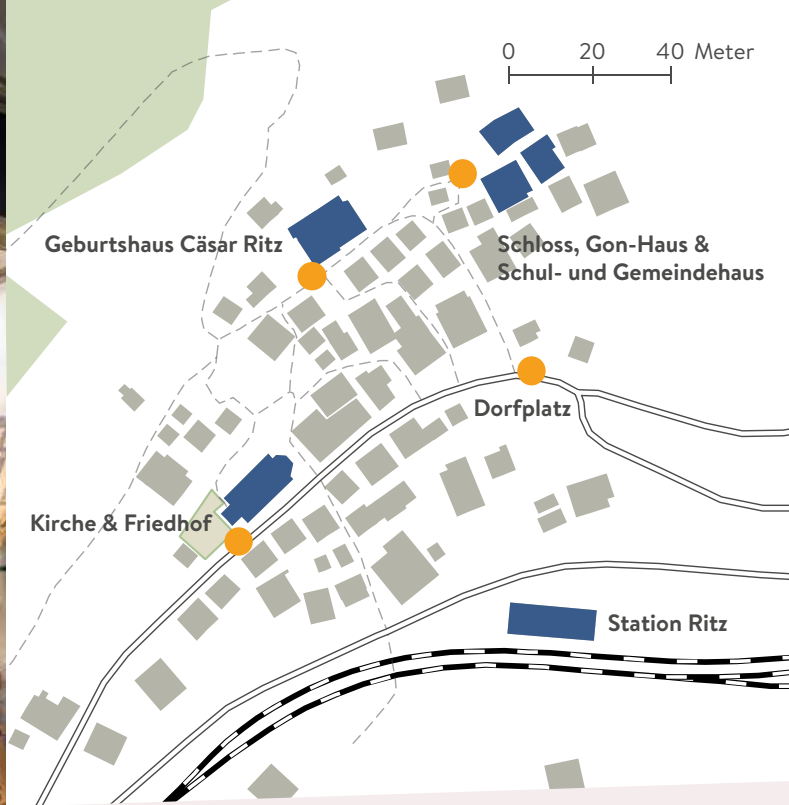 0 20 40 Meter
Geburtshaus Cäsar Ritz
Schloss, Gon-Haus &
Schul- und Gemeindehaus
Dorfplatz
Kirche & Friedhof
Station Ritz